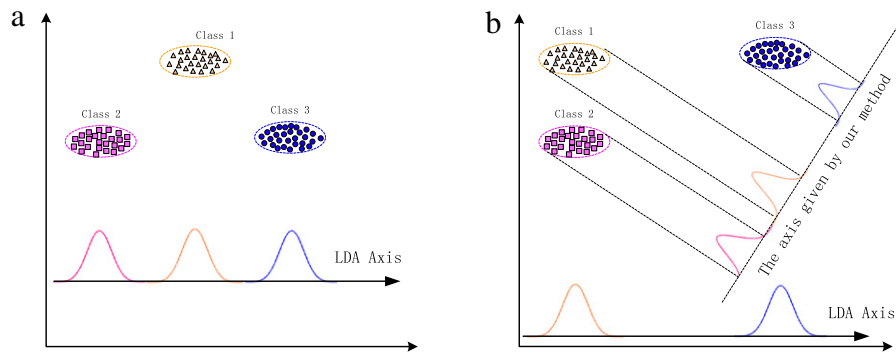 a
Class 1
Class 2
Class 3
LDA Axis
b
Class 1
Class 3
Class 2
The axis given by our method
LDA Axis